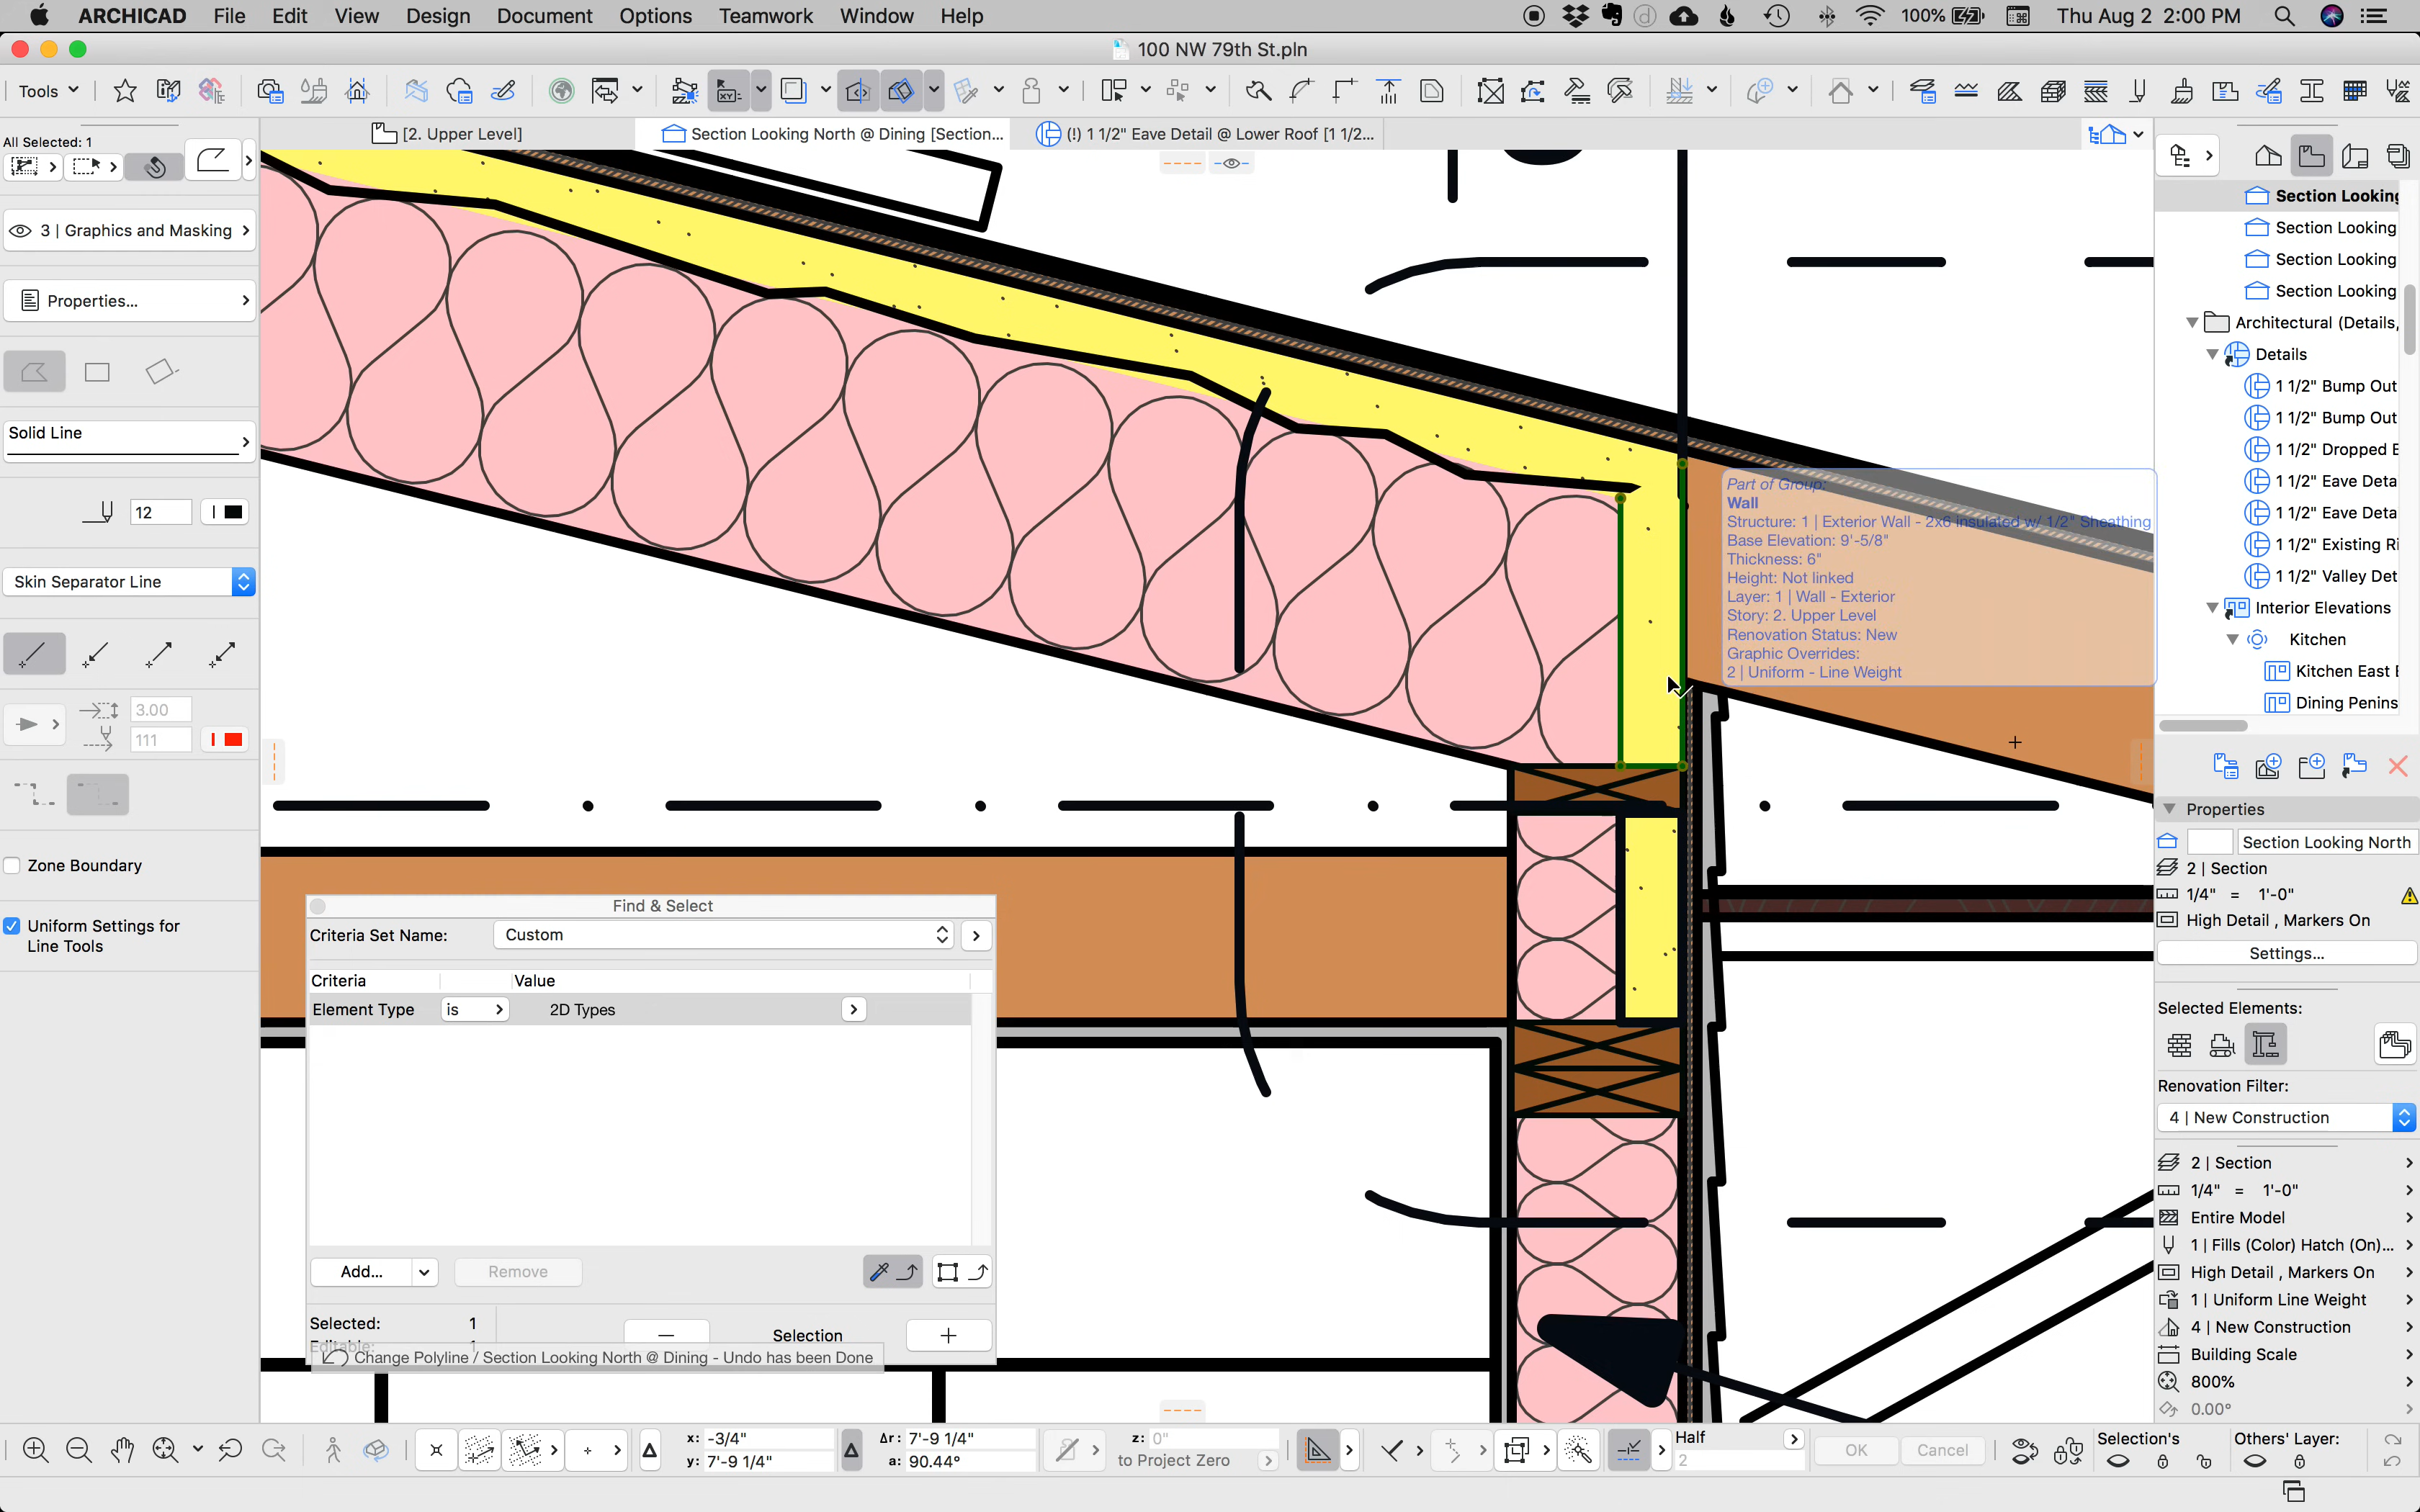 ARCHICAD File Edit View Design Document Options Teamwork Window Help
100% Thu Aug 2 2:00 PM
100 NW 79th St.pln
Tools
[2. Upper Level]
Section Looking North @ Dining [Section...
(!) 1 1/2" Eave Detail @ Lower Roof [1 1/2...
All Selected: 1
3 | Graphics and Masking
Properties...
Solid Line
12
Skin Separator Line
3.00
111
Zone Boundary
Uniform Settings for
Line Tools
Part of Group:
Wall
Structure: 1 | Exterior Wall - 2x6 insulated w/ 1/2" Sheathing
Base Elevation: 9'-5/8"
Thickness: 6"
Height: Not linked
Layer: 1 | Wall - Exterior
Story: 2. Upper Level
Renovation Status: New
Graphic Overrides:
2 | Uniform - Line Weight
Find & Select
Criteria Set Name: Custom
Criteria Value
Element Type is 2D Types
Add... Remove
Selected: 1
Editable: 1
Selection
Change Polyline / Section Looking North @ Dining - Undo has been Done
Section Looking
Section Looking
Section Looking
Section Looking
Architectural (Details,
Details
1 1/2" Bump Out
1 1/2" Bump Out
1 1/2" Dropped
1 1/2" Eave Deta
1 1/2" Eave Deta
1 1/2" Existing Ri
1 1/2" Valley Det
Interior Elevations
Kitchen
Kitchen East
Dining Penins
Properties
Section Looking North
2 | Section
1/4" = 1'-0"
High Detail , Markers On
Settings...
Selected Elements:
Renovation Filter:
4 | New Construction
2 | Section
1/4" = 1'-0"
Entire Model
1 | Fills (Color) Hatch (On)...
High Detail , Markers On
1 | Uniform Line Weight
4 | New Construction
Building Scale
800%
0.00°
x: -3/4"
y: 7'-9 1/4"
Δr: 7'-9 1/4"
a: 90.44°
z: 0"
to Project Zero
Half
2
OK Cancel
Selection's
Others' Layer: